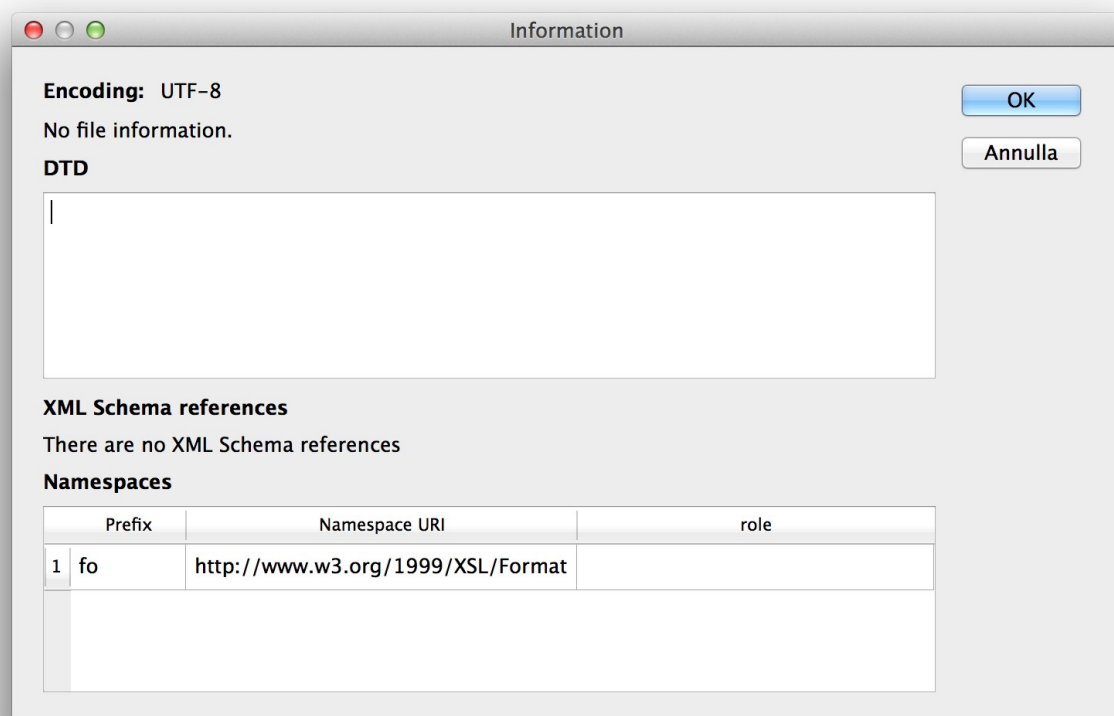 Information
Encoding: UTF-8
OK
No file information.
Annulla
DTD
XML Schema references
There are no XML Schema references
Namespaces
Prefix Namespace URI role
1 fo http://www.w3.org/1999/XSL/Format